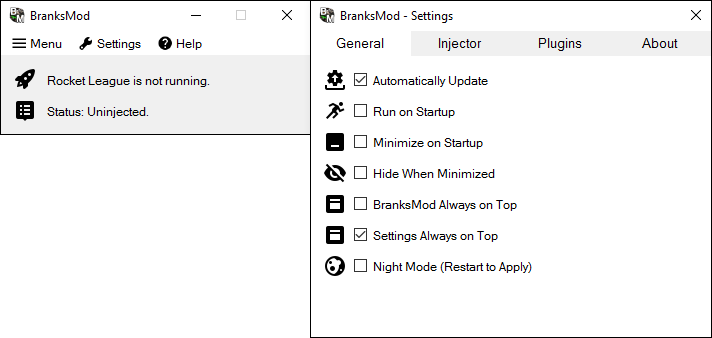 BranksMod
Menu Settings Help
Rocket League is not running.
Status: Uninjected.
BranksMod - Settings
General Injector Plugins About
Automatically Update
Run on Startup
Minimize on Startup
Hide When Minimized
BranksMod Always on Top
Settings Always on Top
Night Mode (Restart to Apply)